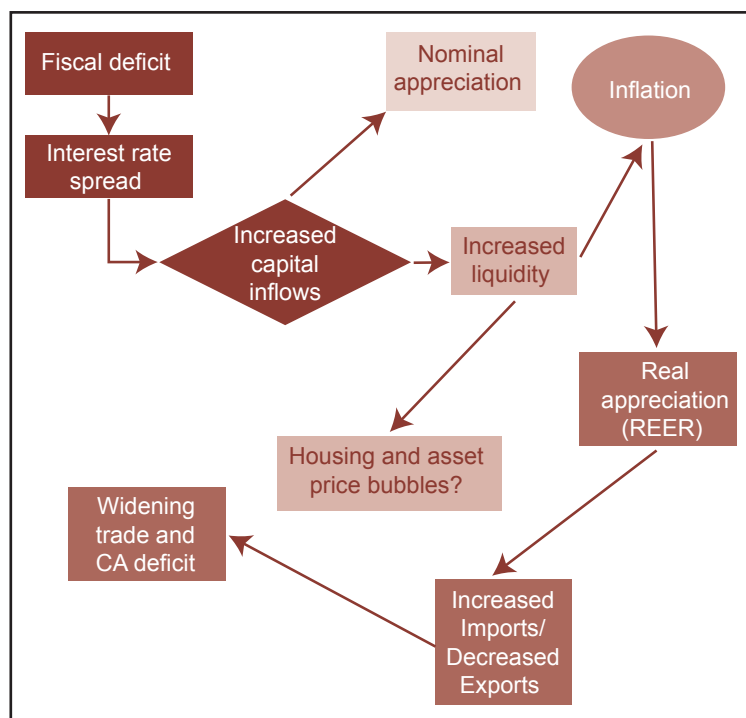 Fiscal deficit
Interest rate
spread
Increased
capital
inflows
Nominal
appreciation
Increased
liquidity
Inflation
Housing and asset
price bubbles?
Real
appreciation
(REER)
Increased
Imports/
Decreased
Exports
Widening
trade and
CA deficit